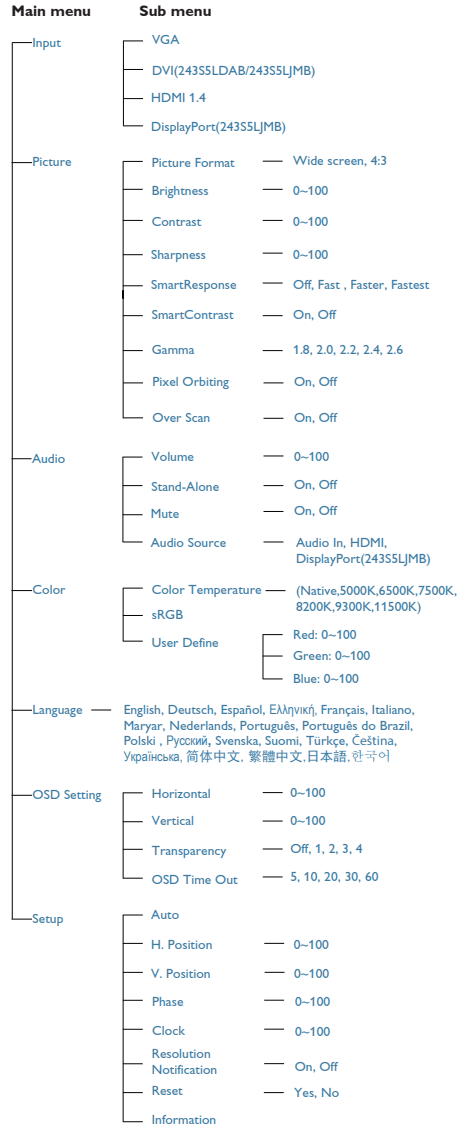 Main menu Sub menu
Input VGA
DVI(243S5LDAB/243S5LJMB)
HDMI 1.4
DisplayPort(243S5LJMB)
Picture Picture Format Wide screen, 4:3
Brightness 0~100
Contrast 0~100
Sharpness 0~100
SmartResponse Off, Fast , Faster, Fastest
SmartContrast On, Off
Gamma 1.8, 2.0, 2.2, 2.4, 2.6
Pixel Orbiting On, Off
Over Scan On, Off
Audio Volume 0~100
Stand-Alone On, Off
Mute On, Off
Audio Source Audio In, HDMI,
DisplayPort(243S5LJMB)
Color Color Temperature (Native,5000K,6500K,7500K,
8200K,9300K,11500K)
sRGB
User Define Red: 0~100
Green: 0~100
Blue: 0~100
Language English, Deutsch, Español, Ελληνική, Français, Italiano,
Maryar, Nederlands, Português, Português do Brazil,
Polski , Русский, Svenska, Suomi, Türkçe, Čeština,
Українська, 简体中文, 繁體中文,日本語,한국어
OSD Setting Horizontal 0~100
Vertical 0~100
Transparency Off, 1, 2, 3, 4
OSD Time Out 5, 10, 20, 30, 60
Setup Auto
H. Position 0~100
V. Position 0~100
Phase 0~100
Clock 0~100
Resolution
Notification On, Off
Reset Yes, No
Information